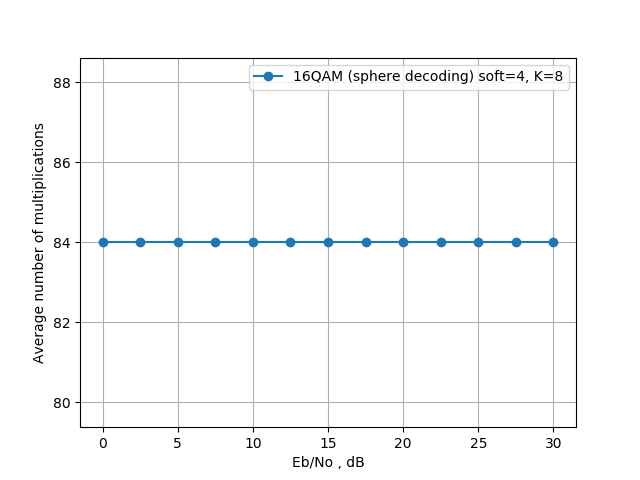 16QAM (sphere decoding) soft=4, K=8
88
86
84
82
80
Average number of multiplications
0 5 10 15 20 25 30
Eb/No , dB